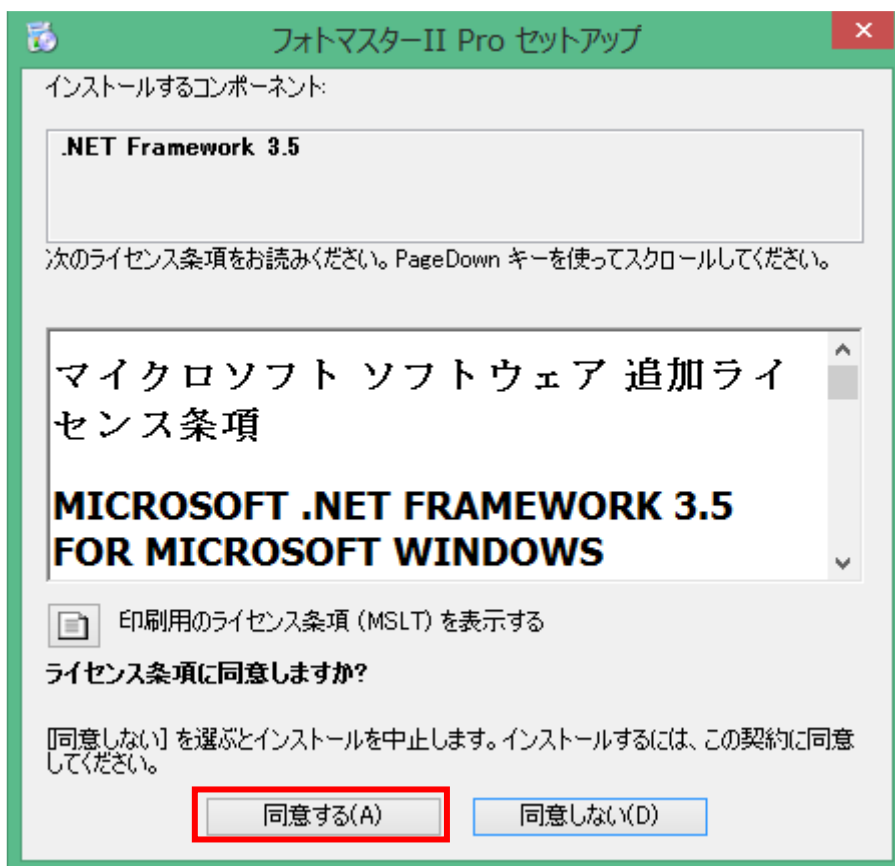 フォトマスターII Pro セットアップ
インストールするコンポーネント:
.NET Framework 3.5
次のライセンス条項をお読みください。PageDown キーを使ってスクロールしてください。
マイクロソフト ソフトウェア 追加ライ
センス条項
MICROSOFT .NET FRAMEWORK 3.5
FOR MICROSOFT WINDOWS
印刷用のライセンス条項 (MSLT) を表示する
ライセンス条項に同意しますか?
[同意しない] を選ぶとインストールを中止します。インストールするには、この契約に同意
してください。
同意する(A)
同意しない(D)